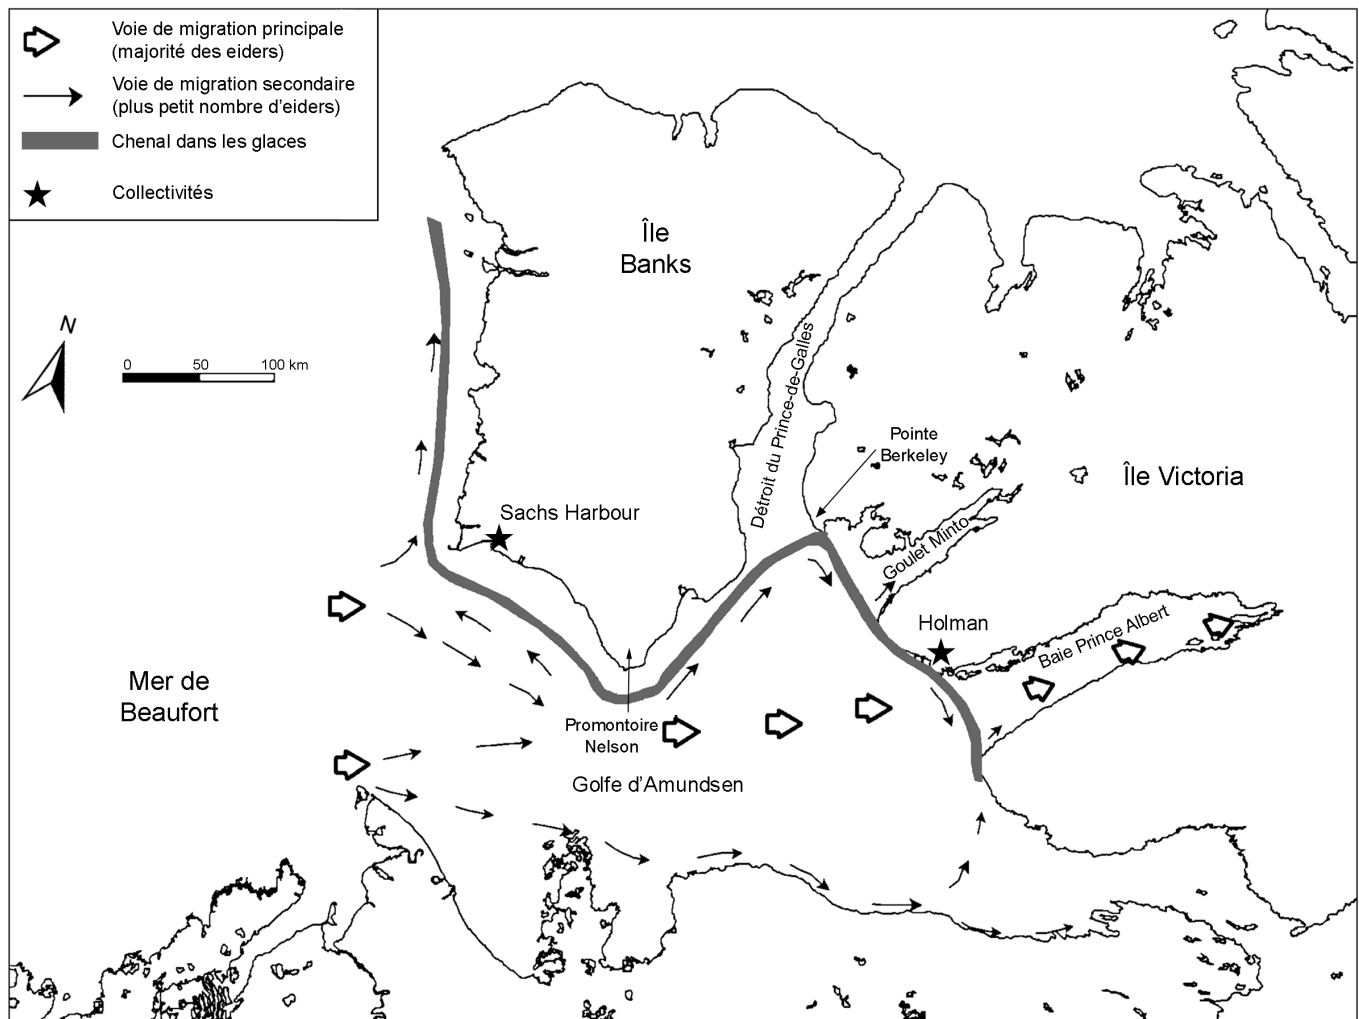 Voie de migration principale
(majorité des eiders)
Voie de migration secondaire
(plus petit nombre d'eiders)
Chenal dans les glaces
Collectivités
N
0 50 100 km
Île
Banks
Détroit du Prince-de-Galles
Pointe
Berkeley
Île Victoria
Sachs Harbour
Goulet Minto
Holman
Baie Prince Albert
Mer de
Beaufort
Promontoire
Nelson
Golfe d'Amundsen